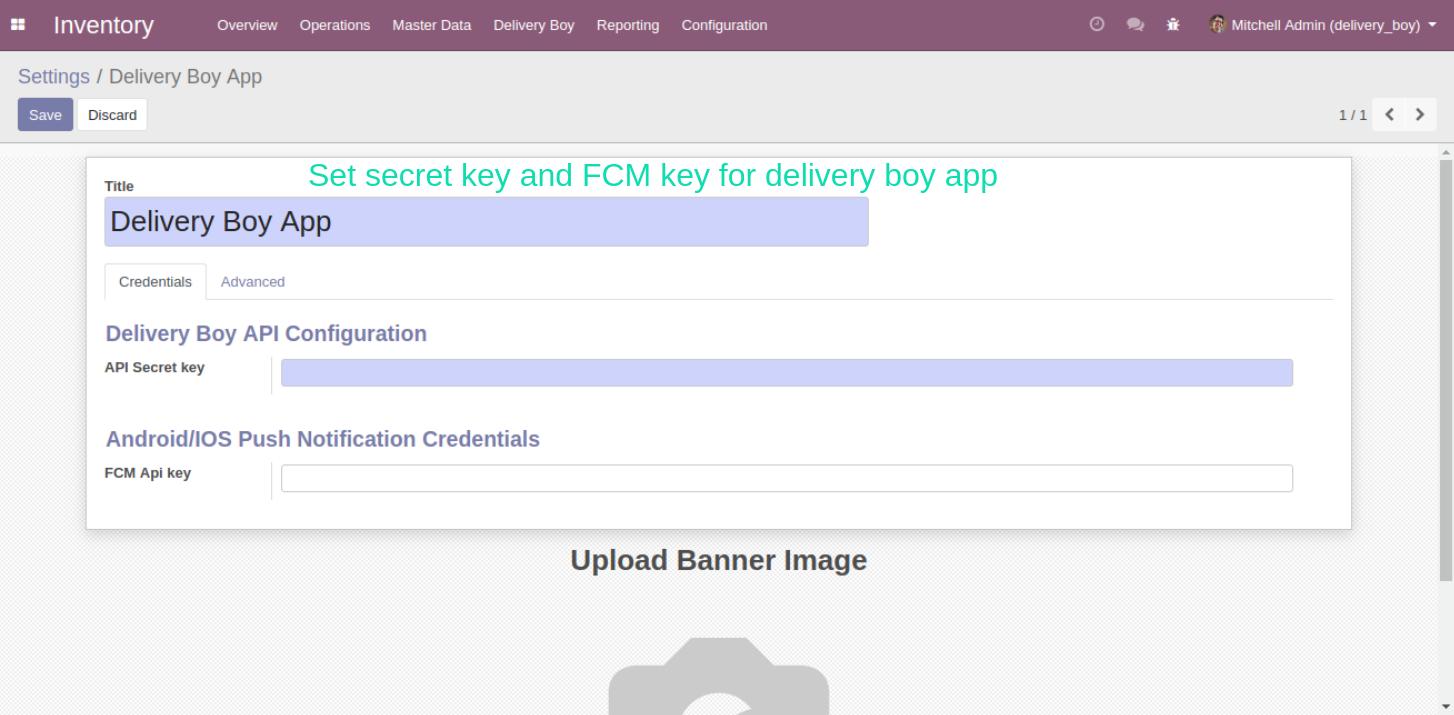 Inventory Overview Operations Master Data Delivery Boy Reporting Configuration Mitchell Admin (delivery_boy)
Settings / Delivery Boy App
Save Discard 1 / 1
Set secret key and FCM key for delivery boy app
Title
Delivery Boy App
Credentials Advanced
Delivery Boy API Configuration
API Secret key
Android/IOS Push Notification Credentials
FCM Api key
Upload Banner Image